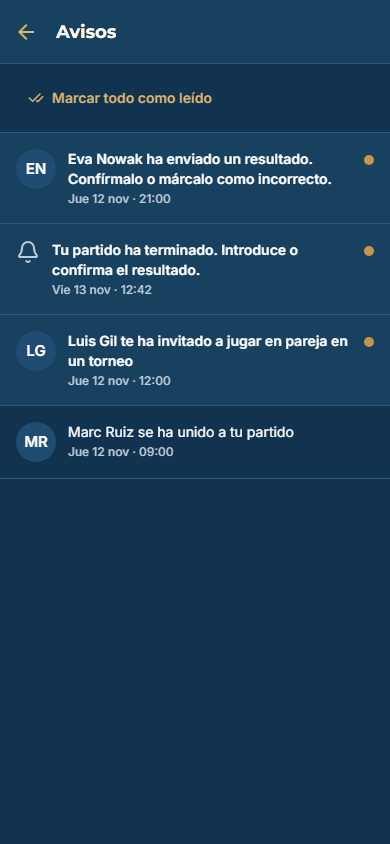 Avisos
Marcar todo como leído
EN
Eva Nowak ha enviado un resultado.
Confírmalo o márcalo como incorrecto.
Jue 12 nov · 21:00
Tu partido ha terminado. Introduce o
confirma el resultado.
Vie 13 nov · 12:42
LG
Luis Gil te ha invitado a jugar en pareja en
un torneo
Jue 12 nov · 12:00
MR
Marc Ruiz se ha unido a tu partido
Jue 12 nov · 09:00